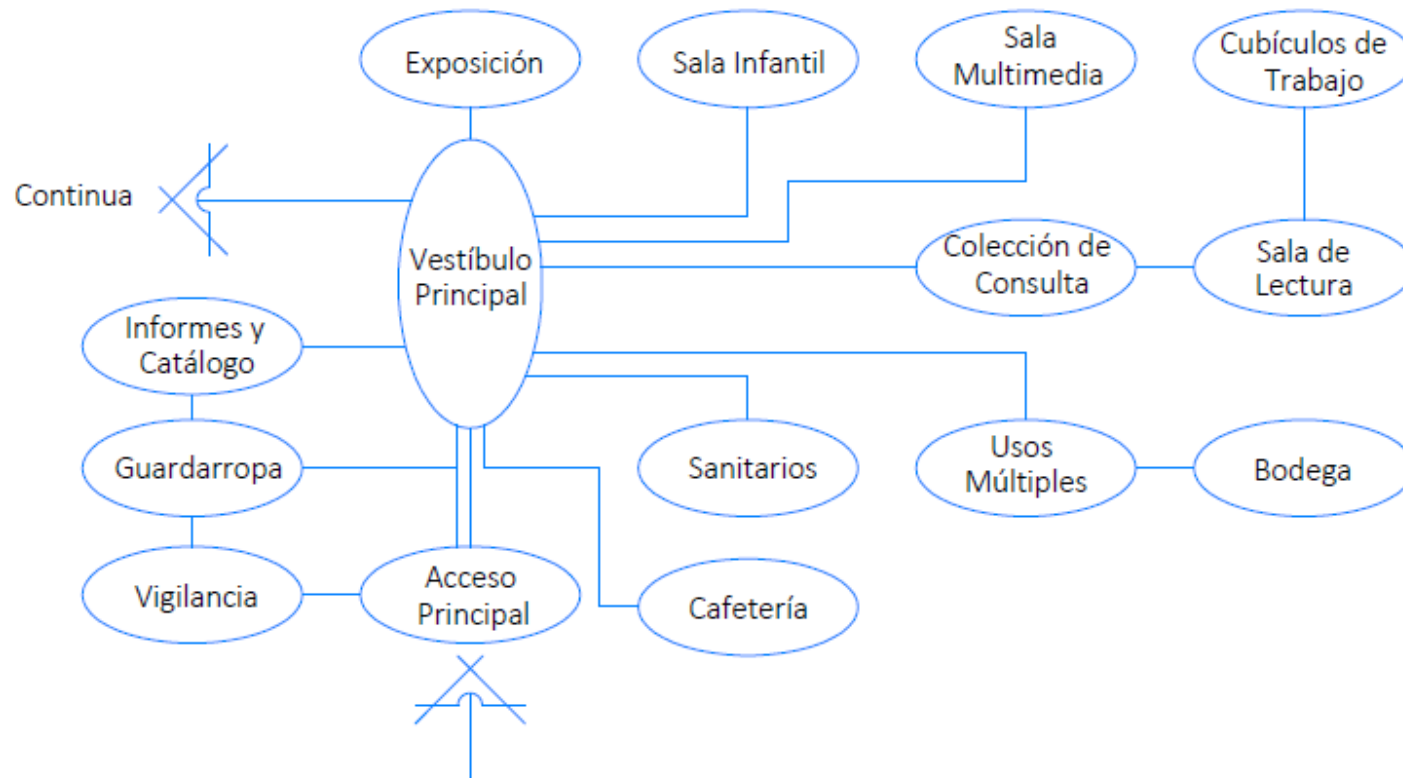 Exposición
Sala Infantil
Sala
Multimedia
Cubículos de
Trabajo
Continua
Vestíbulo
Principal
Colección de
Consulta
Sala de
Lectura
Informes y
Catálogo
Guardarropa
Sanitarios
Usos
Múltiples
Bodega
Vigilancia
Acceso
Principal
Cafetería